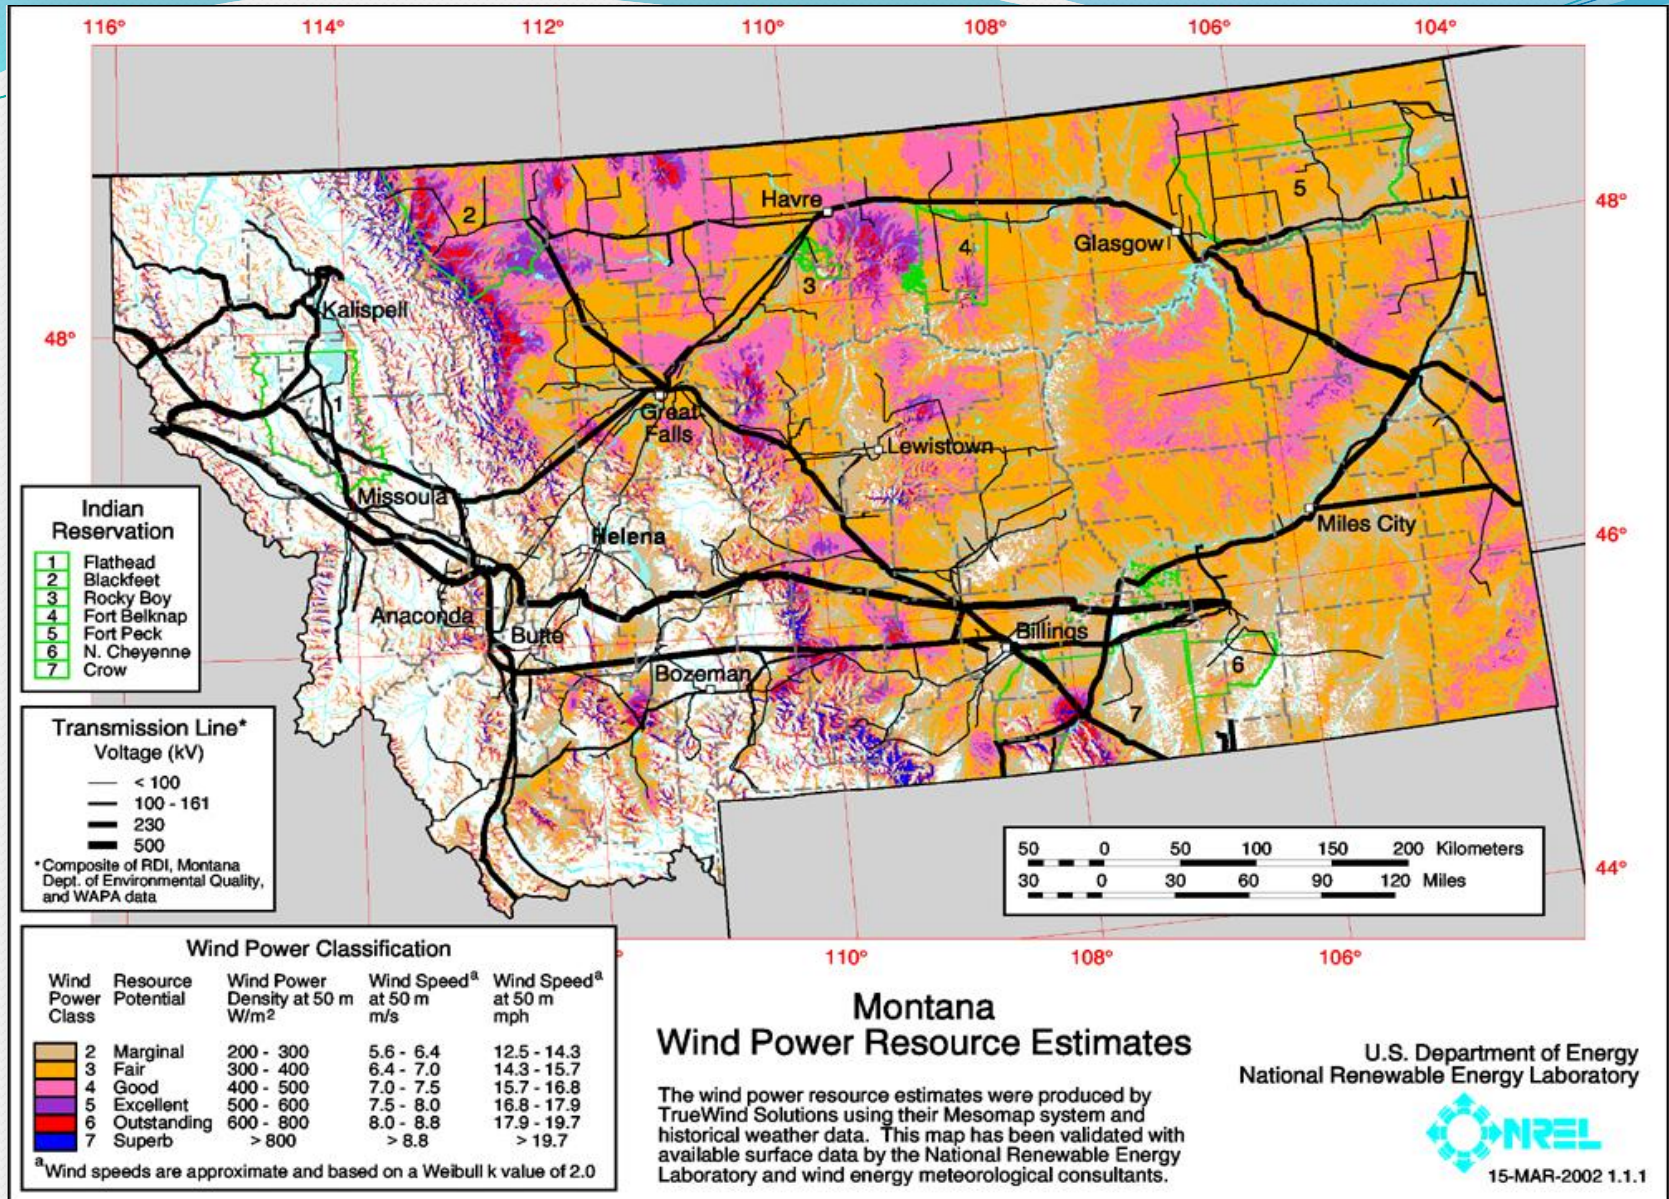 116° 114° 112° 110° 108° 106° 104°
Havre
2
5
48°
4
Glasgow
3
Kalispell
48°
1
Great
Falls
Lewistown
Missoula
Miles City
Helena
46°
Anaconda
Butte
Billings
Bozeman
6
7
44°
° 110° 108° 106°
Indian
Reservation
1 Flathead
2 Blackfeet
3 Rocky Boy
4 Fort Belknap
5 Fort Peck
6 N. Cheyenne
7 Crow
Transmission Line*
Voltage (kV)
< 100
100 - 161
230
500
*Composite of RDI, Montana
Dept. of Environmental Quality,
and WAPA data
50 0 50 100 150 200 Kilometers
30 0 30 60 90 120 Miles
Wind Power Classification
Wind Resource Wind Power Wind Speedᵃ Wind Speedᵃ
Power Potential Density at 50 m at 50 m at 50 m
Class W/m² m/s mph
2 Marginal 200 - 300 5.6 - 6.4 12.5 - 14.3
3 Fair 300 - 400 6.4 - 7.0 14.3 - 15.7
4 Good 400 - 500 7.0 - 7.5 15.7 - 16.8
5 Excellent 500 - 600 7.5 - 8.0 16.8 - 17.9
6 Outstanding 600 - 800 8.0 - 8.8 17.9 - 19.7
7 Superb > 800 > 8.8 > 19.7
ᵃWind speeds are approximate and based on a Weibull k value of 2.0
Montana
Wind Power Resource Estimates
The wind power resource estimates were produced by
TrueWind Solutions using their Mesomap system and
historical weather data. This map has been validated with
available surface data by the National Renewable Energy
Laboratory and wind energy meteorological consultants.
U.S. Department of Energy
National Renewable Energy Laboratory
NREL
15-MAR-2002 1.1.1